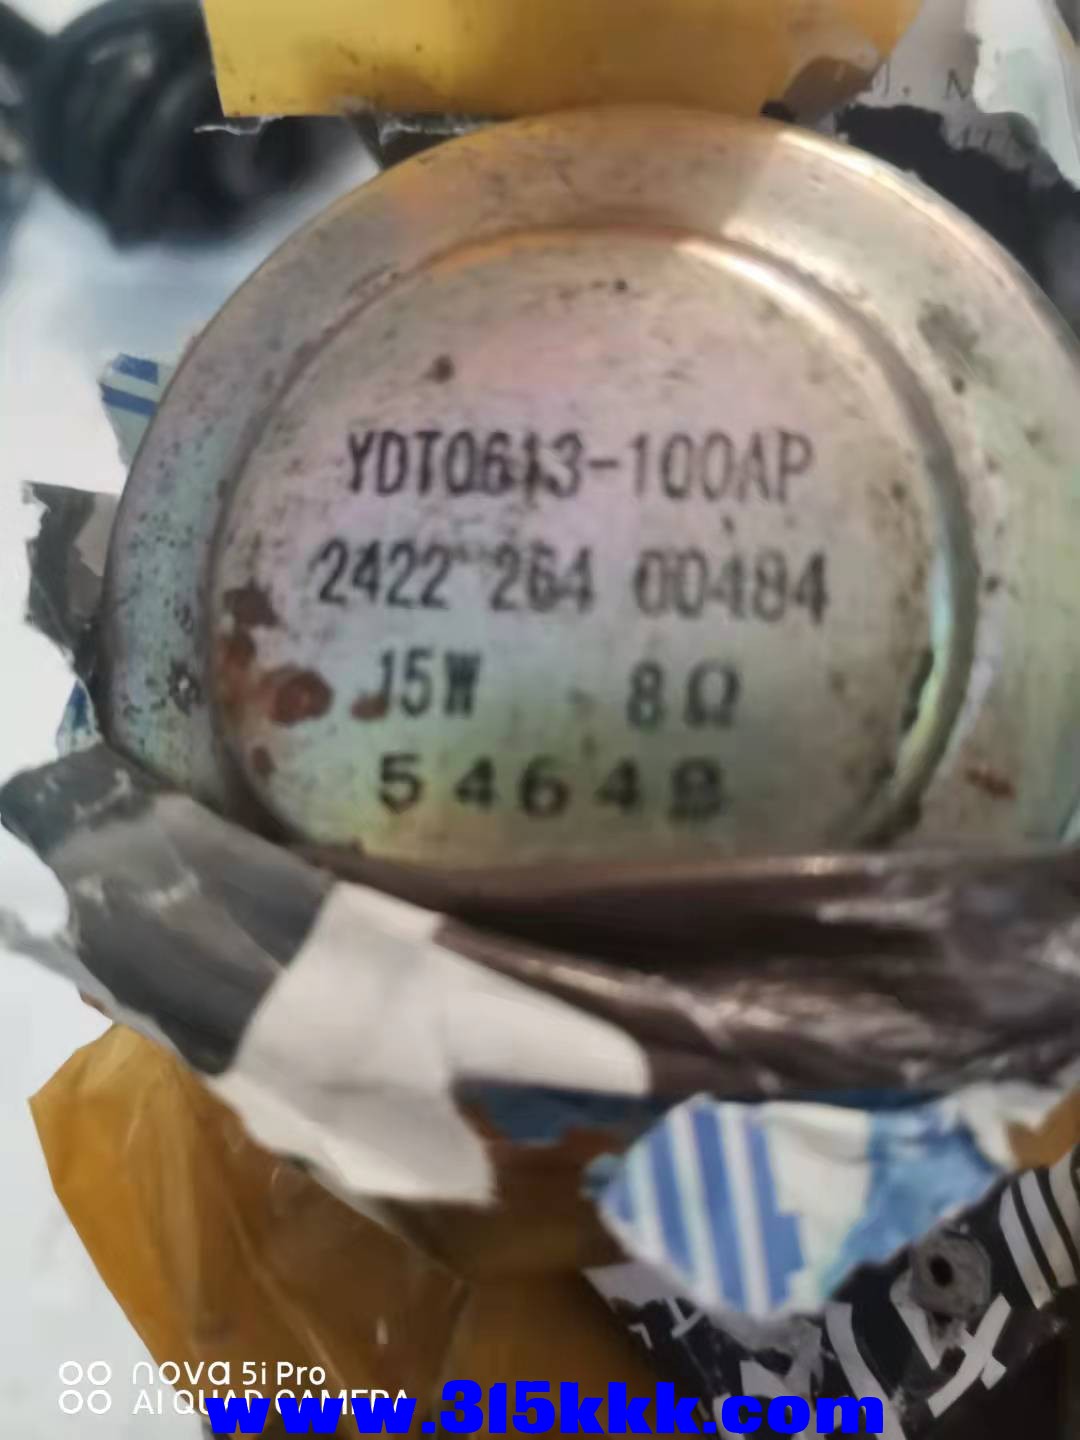 YDT0613-100AP
2422 264 00484
15W 8Ω
54648
nova 5i Pro
AI QUAD CAMERA
www.315kkk.com